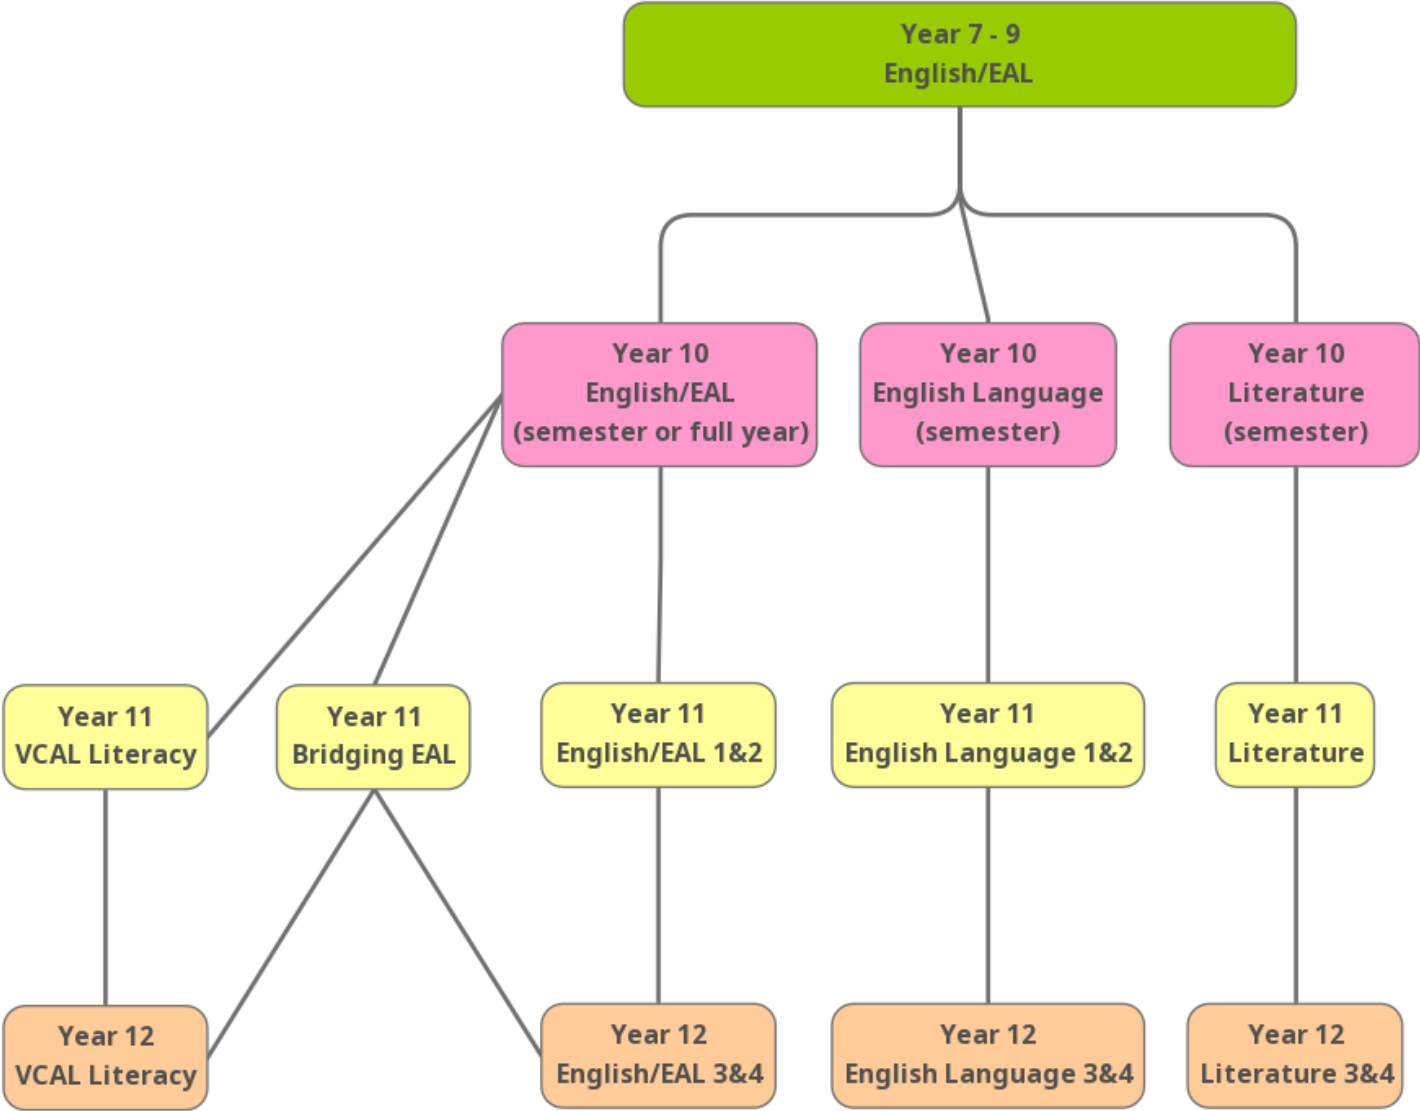 Year 7 - 9
English/EAL
Year 10
English/EAL
(semester or full year)
Year 10
English Language
(semester)
Year 10
Literature
(semester)
Year 11
VCAL Literacy
Year 11
Bridging EAL
Year 11
English/EAL 1&2
Year 11
English Language 1&2
Year 11
Literature
Year 12
VCAL Literacy
Year 12
English/EAL 3&4
Year 12
English Language 3&4
Year 12
Literature 3&4